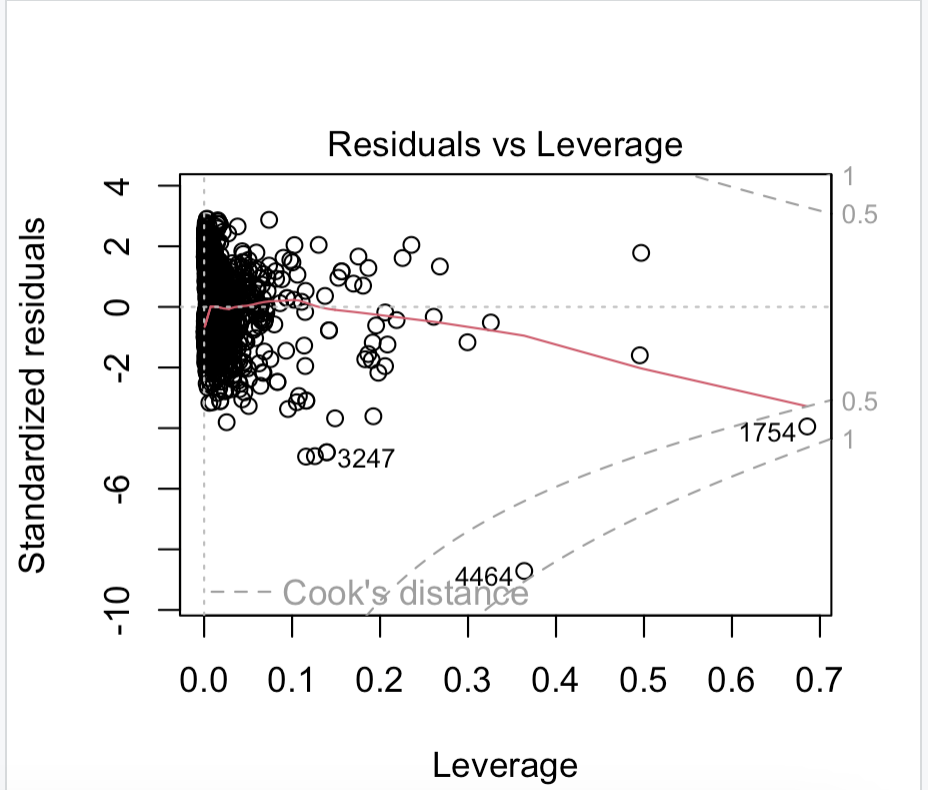 Residuals vs Leverage
Standardized residuals
4
2
0
-2
-6
-10
1
0.5
0.5
1
1754
3247
4464
Cook's distance
0.0 0.1 0.2 0.3 0.4 0.5 0.6 0.7
Leverage